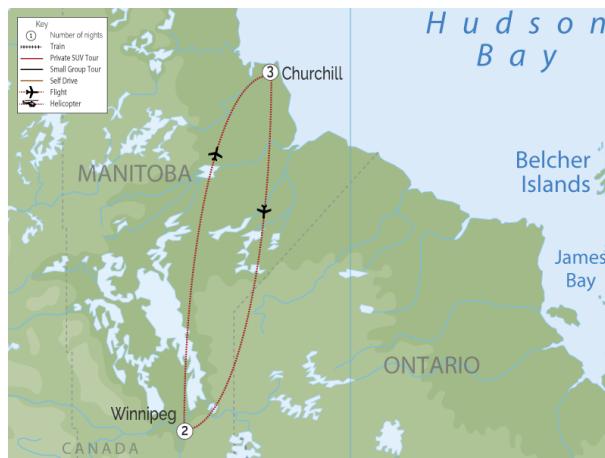 Key
1 Number of nights
Train
Private SUV Tour
Small Group Tour
Self Drive
Flight
Helicopter
Hudson
Bay
3 Churchill
MANITOBA
Belcher
Islands
James
Bay
ONTARIO
Winnipeg
2
CANADA